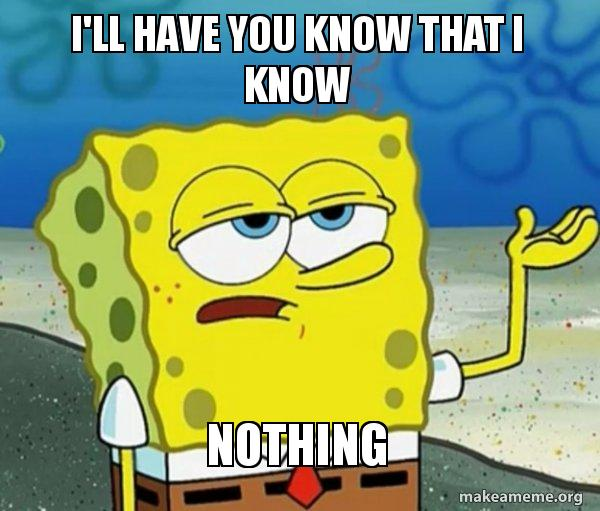 I'LL HAVE YOU KNOW THAT I
KNOW
NOTHING
makeameme.org